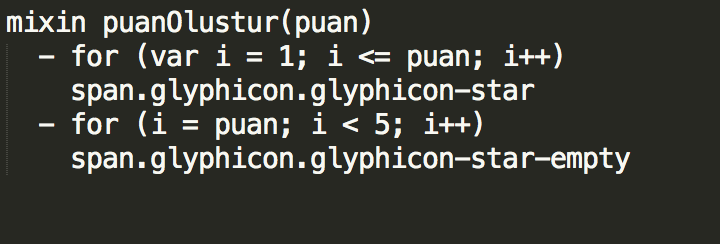 mixin puanOlustur(puan)
  - for (var i = 1; i <= puan; i++)
    span.glyphicon.glyphicon-star
  - for (i = puan; i < 5; i++)
    span.glyphicon.glyphicon-star-empty